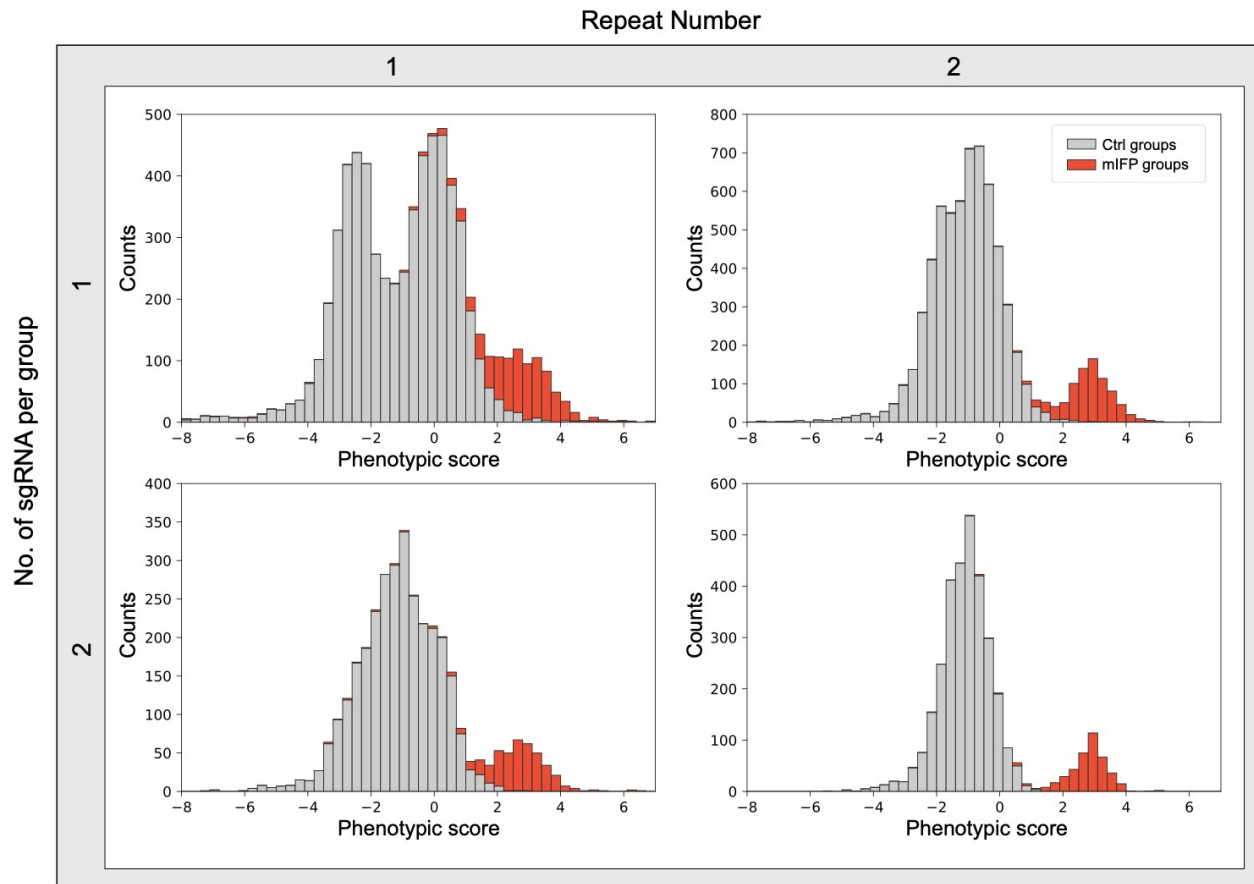 Repeat Number
1 2
No. of sgRNA per group
1
2
500
400
300
200
100
0
Counts
−8 −6 −4 −2 0 2 4 6
Phenotypic score
800
700
600
500
400
300
200
100
0
Counts
Ctrl groups
mIFP groups
−8 −6 −4 −2 0 2 4 6
Phenotypic score
400
350
300
250
200
150
100
50
0
Counts
−8 −6 −4 −2 0 2 4 6
Phenotypic score
600
500
400
300
200
100
0
Counts
−8 −6 −4 −2 0 2 4 6
Phenotypic score